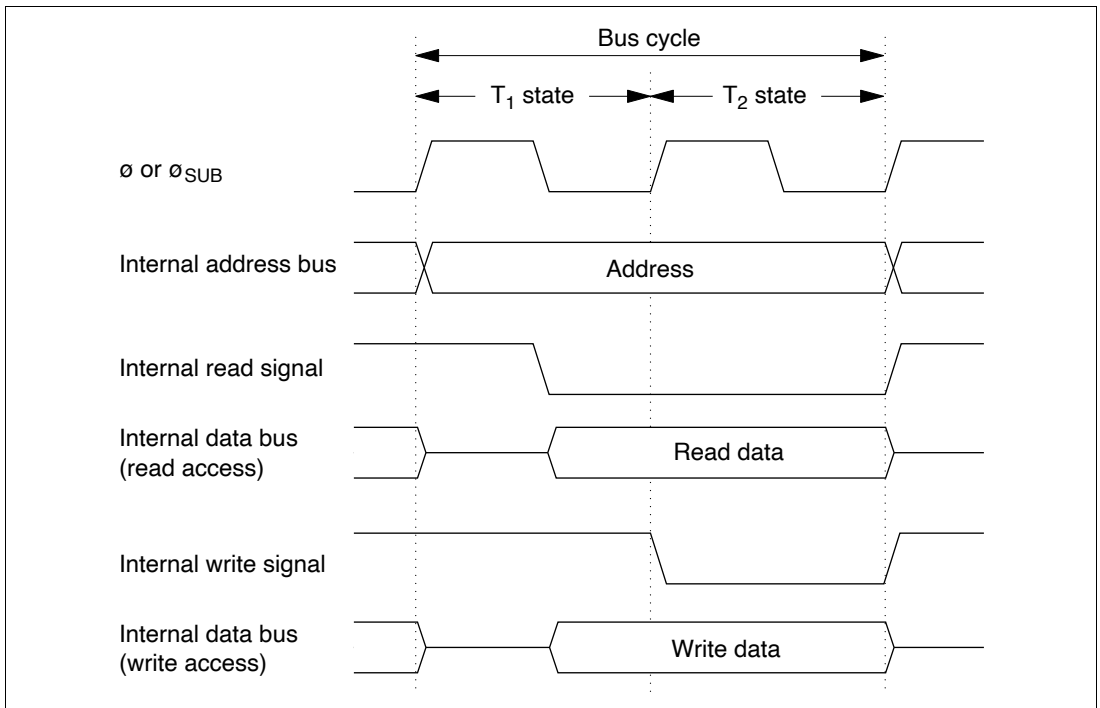 Bus cycle
T1 state
T2 state
ø or øSUB
Internal address bus
Address
Internal read signal
Internal data bus
(read access)
Read data
Internal write signal
Internal data bus
(write access)
Write data